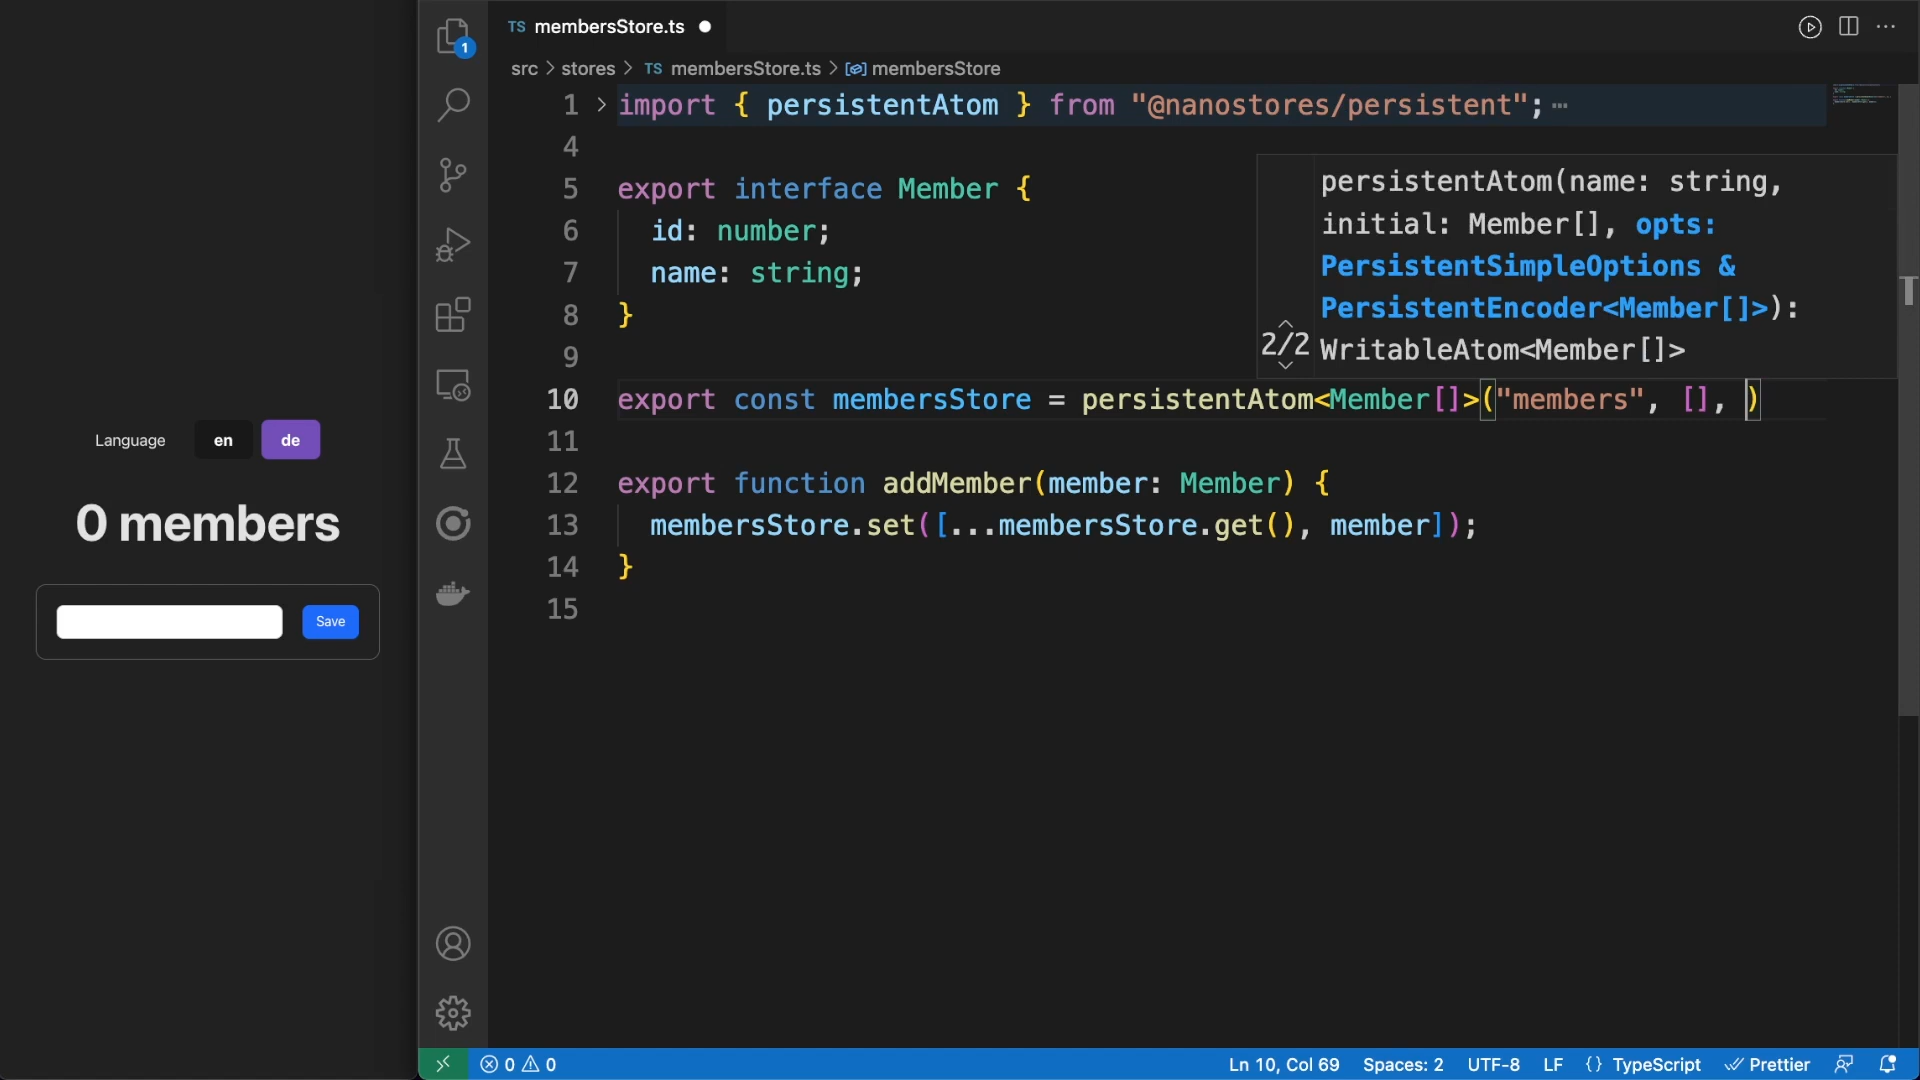 Language en de
0 members
Save
1
TS membersStore.ts
src > stores > TS membersStore.ts > membersStore
1 import { persistentAtom } from "@nanostores/persistent";
4
5 export interface Member {
6 id: number;
7 name: string;
8 }
9
10 export const membersStore = persistentAtom<Member[]>("members", [], )
11
12 export function addMember(member: Member) {
13 membersStore.set([...membersStore.get(), member]);
14 }
15
persistentAtom(name: string,
initial: Member[], opts:
PersistentSimpleOptions &
PersistentEncoder<Member[]>):
2/2 WritableAtom<Member[]>
0 0 Ln 10, Col 69 Spaces: 2 UTF-8 LF {} TypeScript Prettier